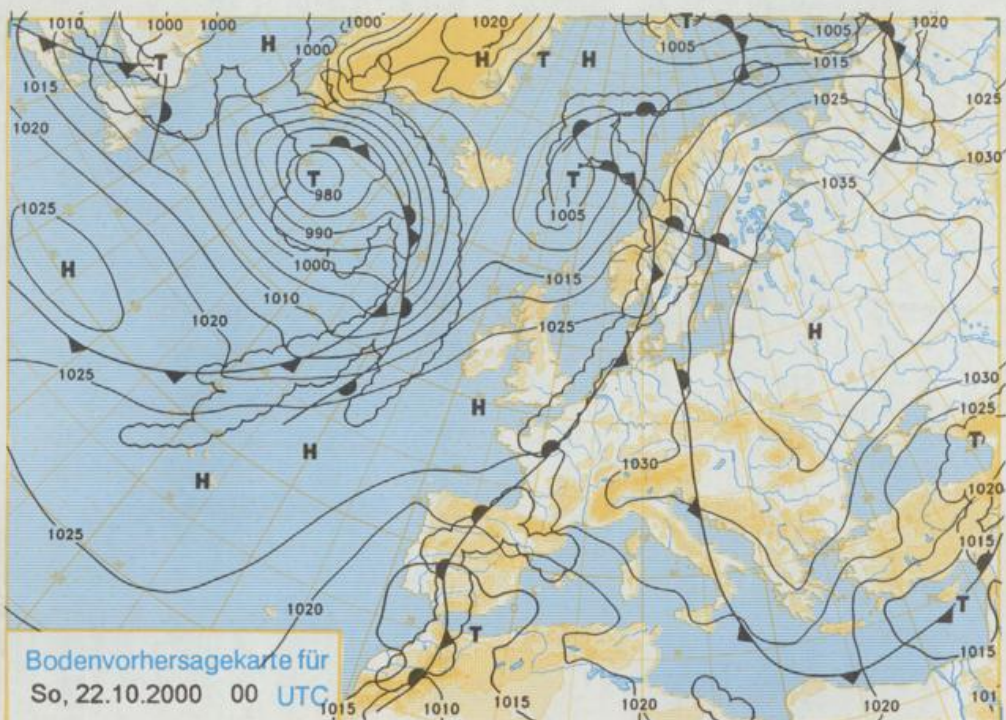 1010 1000 1000 1000 1020 1020
H T H H T H T
1005 1005 1015
1015 1025
1020 1030
T 980 T 1005 1035
1025 990
H 1000 1015
1010 H
1020 1025
1025 1030
H 1025
H H 1030 T
1020
1025 1015
1020 T
T 1015
Bodenvorhersagekarte für
So, 22.10.2000 00 UTC
1015 1010 1015 1020 1020 101